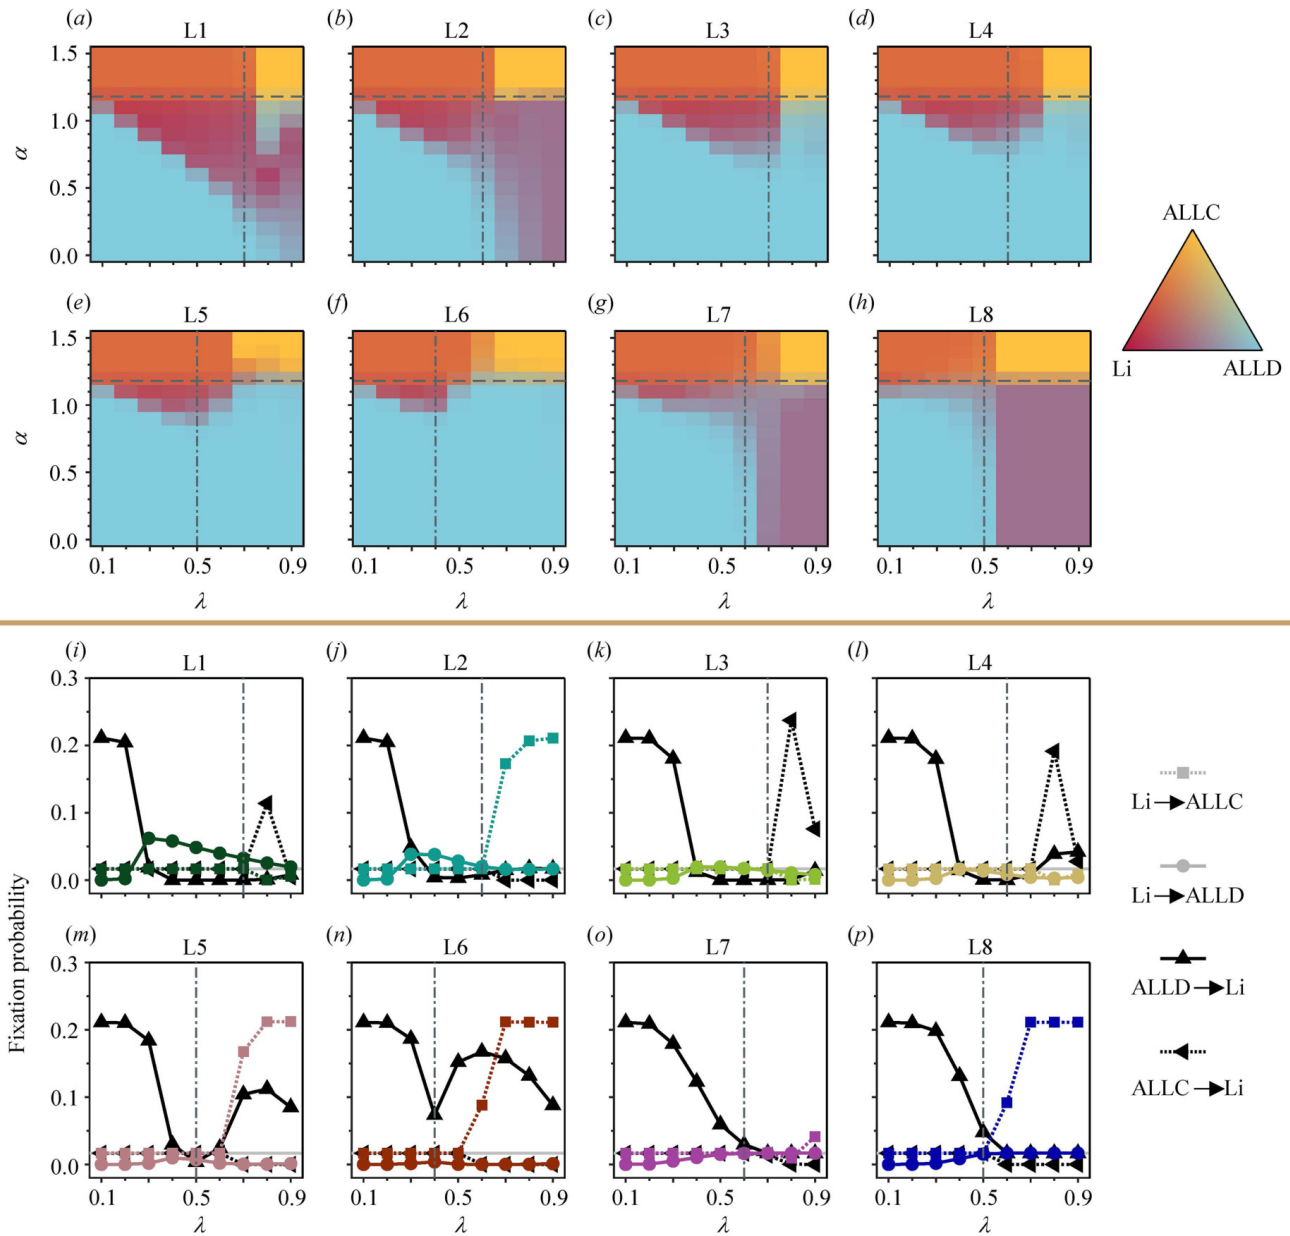 (a) L1
(b) L2
(c) L3
(d) L4
1.5
1.0
0.5
0.0
α
ALLC
Li
ALLD
(e) L5
(f) L6
(g) L7
(h) L8
1.5
1.0
0.5
0.0
α
0.1 0.5 0.9
0.1 0.5 0.9
0.1 0.5 0.9
0.1 0.5 0.9
λ
λ
λ
λ
(i) L1
(j) L2
(k) L3
(l) L4
0.3
0.2
0.1
0.0
Fixation probability
Li ALLC
Li ALLD
ALLD Li
ALLC Li
(m) L5
(n) L6
(o) L7
(p) L8
0.3
0.2
0.1
0.0
0.1 0.5 0.9
0.1 0.5 0.9
0.1 0.5 0.9
0.1 0.5 0.9
λ
λ
λ
λ